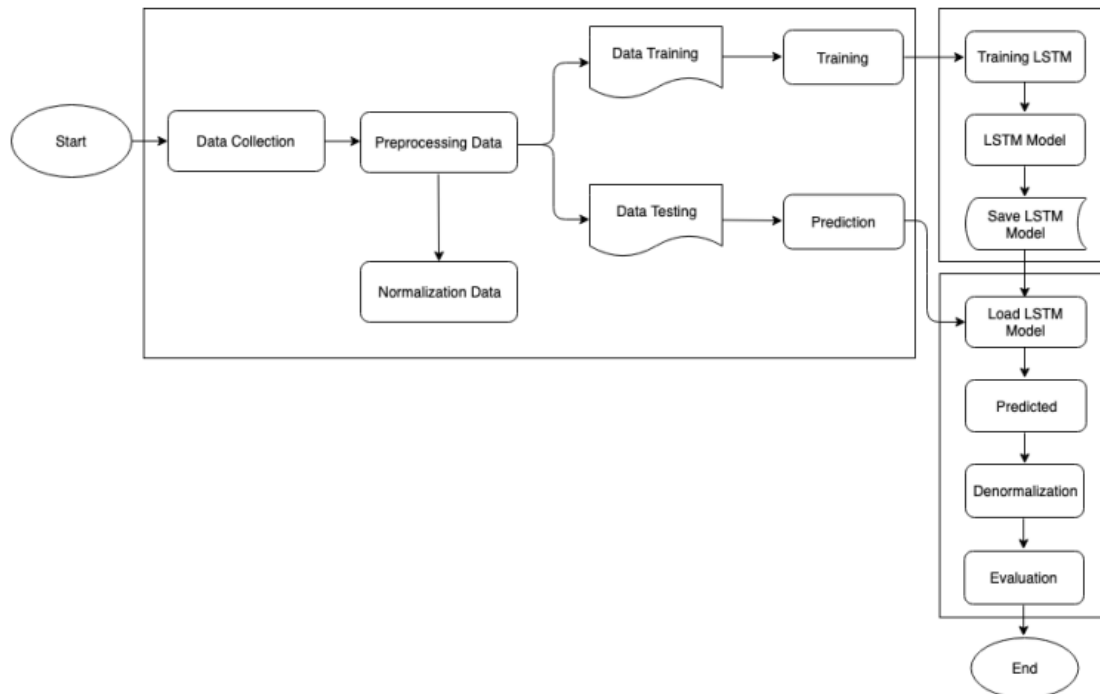 Start
Data Collection
Preprocessing Data
Normalization Data
Data Training
Training
Data Testing
Prediction
Training LSTM
LSTM Model
Save LSTM
Model
Load LSTM
Model
Predicted
Denormalization
Evaluation
End